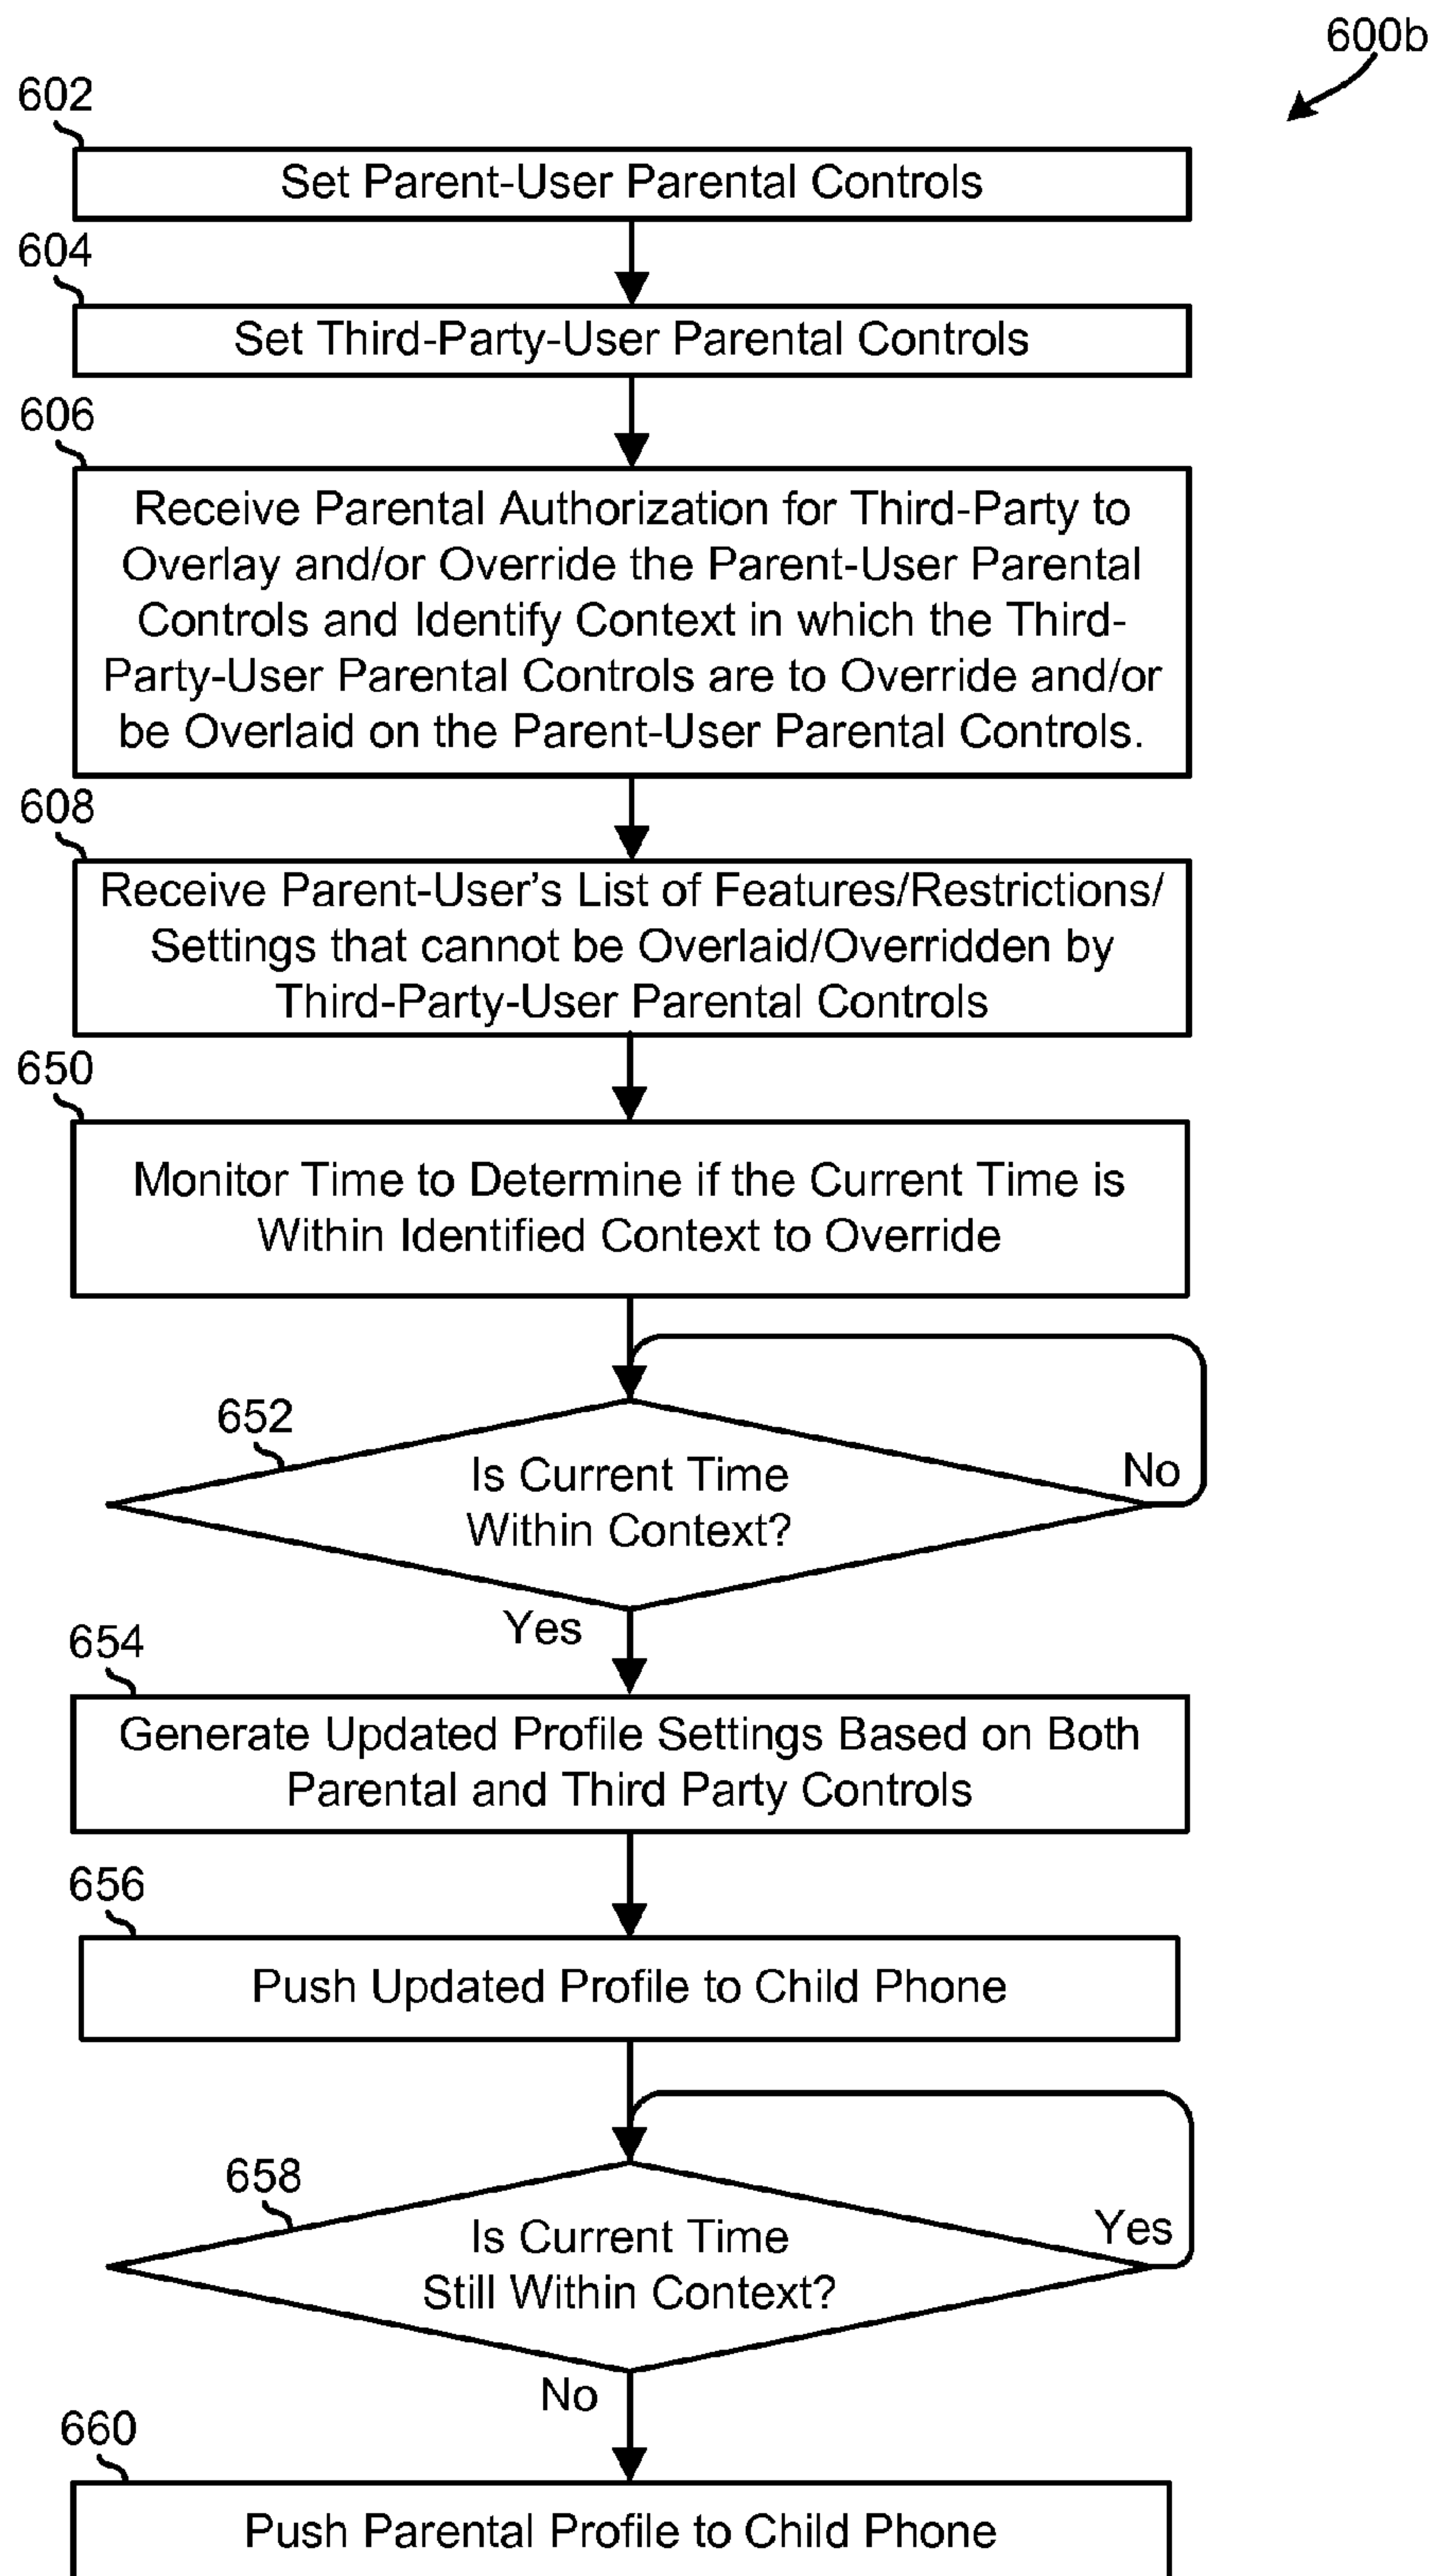 600b
602
Set Parent-User Parental Controls
604
Set Third-Party-User Parental Controls
606
Receive Parental Authorization for Third-Party to
Overlay and/or Override the Parent-User Parental
Controls and Identify Context in which the Third-
Party-User Parental Controls are to Override and/or
be Overlaid on the Parent-User Parental Controls.
608
Receive Parent-User’s List of Features/Restrictions/
Settings that cannot be Overlaid/Overridden by
Third-Party-User Parental Controls
650
Monitor Time to Determine if the Current Time is
Within Identified Context to Override
652
Is Current Time
Within Context?
No
Yes
654
Generate Updated Profile Settings Based on Both
Parental and Third Party Controls
656
Push Updated Profile to Child Phone
658
Is Current Time
Still Within Context?
Yes
No
660
Push Parental Profile to Child Phone